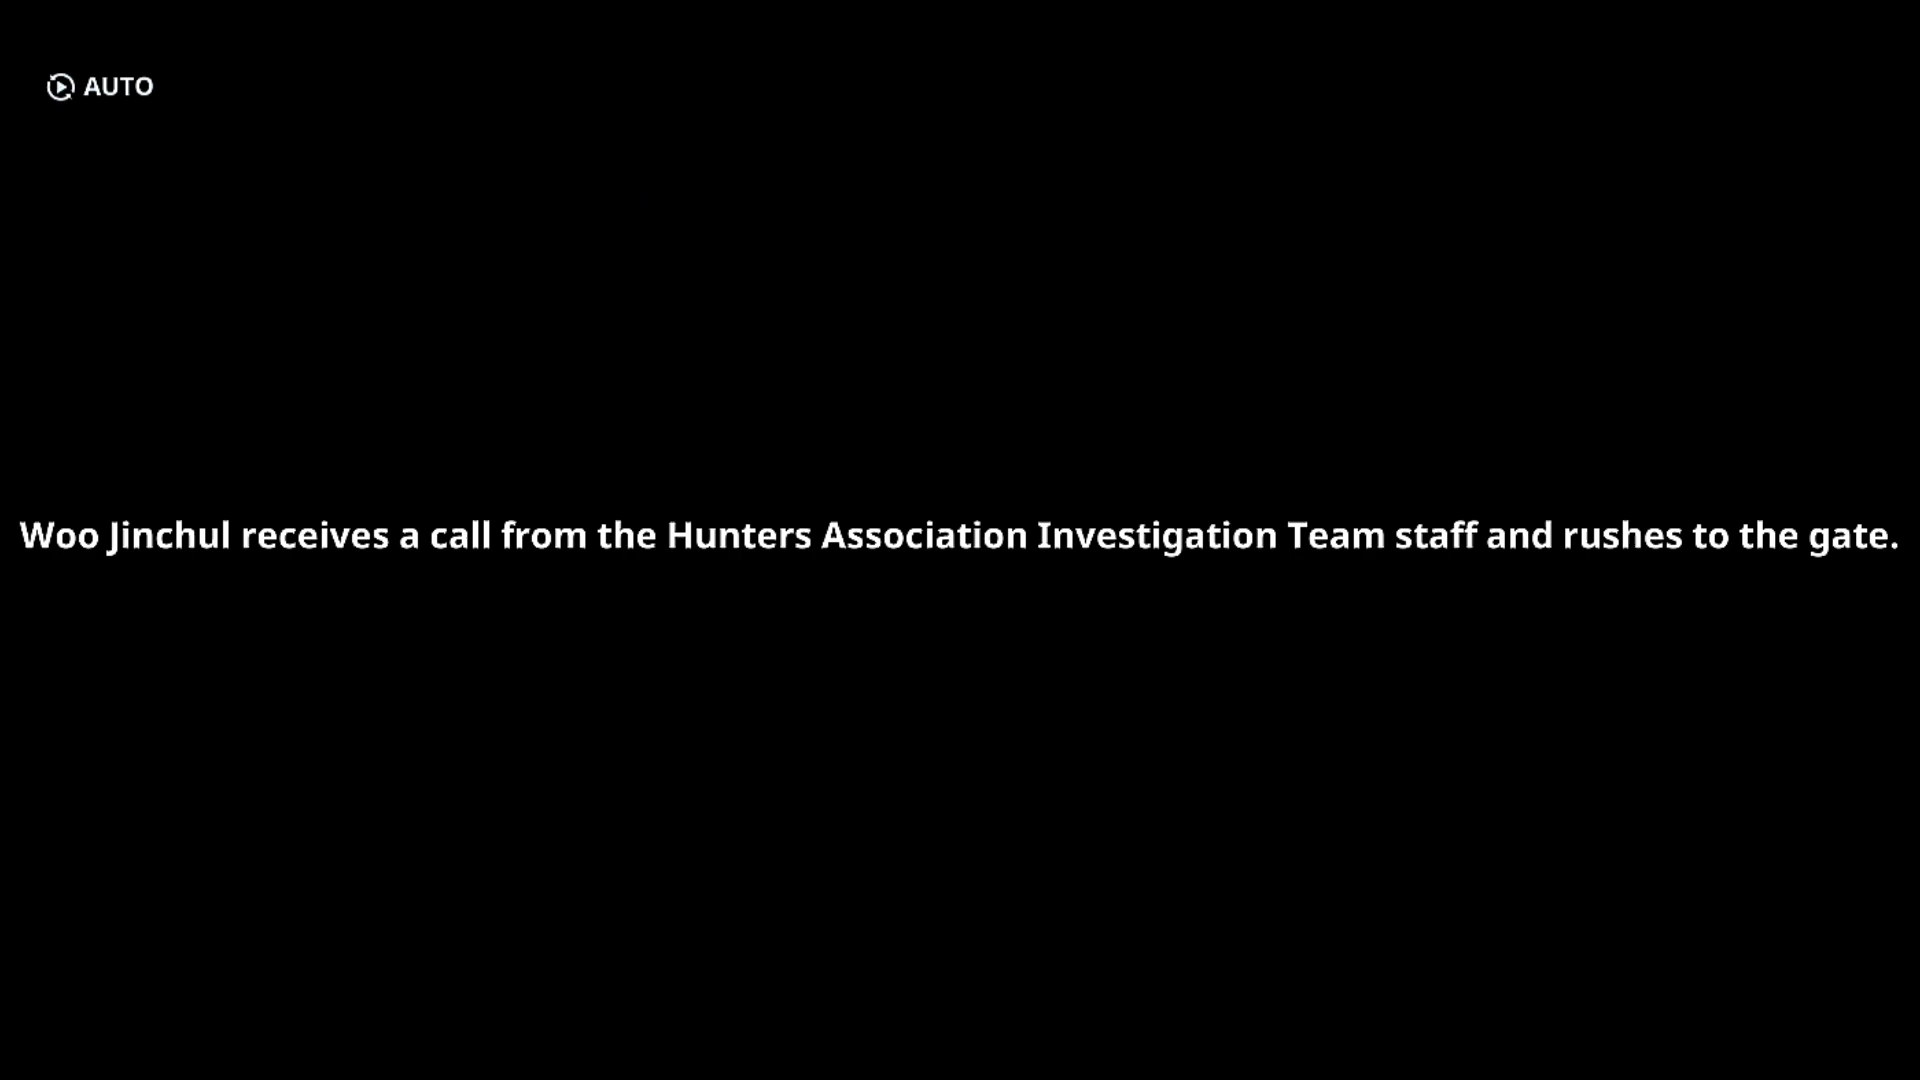 AUTO
Woo Jinchul receives a call from the Hunters Association Investigation Team staff and rushes to the gate.